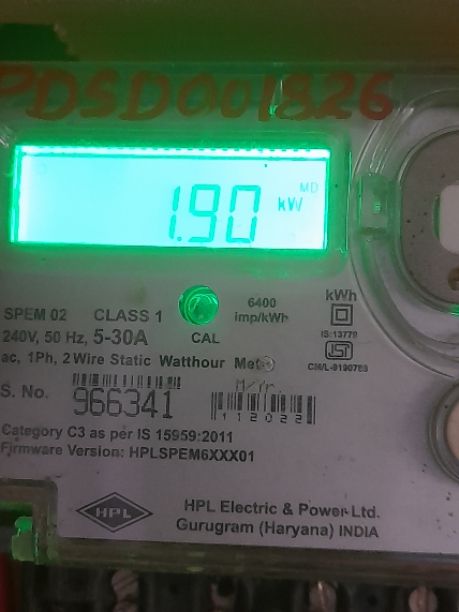 PDSD001826
MD
1.90 kW
SPEM 02 CLASS 1 6400 imp/kWh kWh
240V, 50 Hz, 5-30A CAL
IS:13779
ac, 1Ph, 2 Wire Static Watthour Meter
S. No. 966341
112022
Category C3 as per IS 15959:2011
Firmware Version: HPLSPEM6XXX01
HPL
HPL Electric & Power Ltd.
Gurugram (Haryana) INDIA